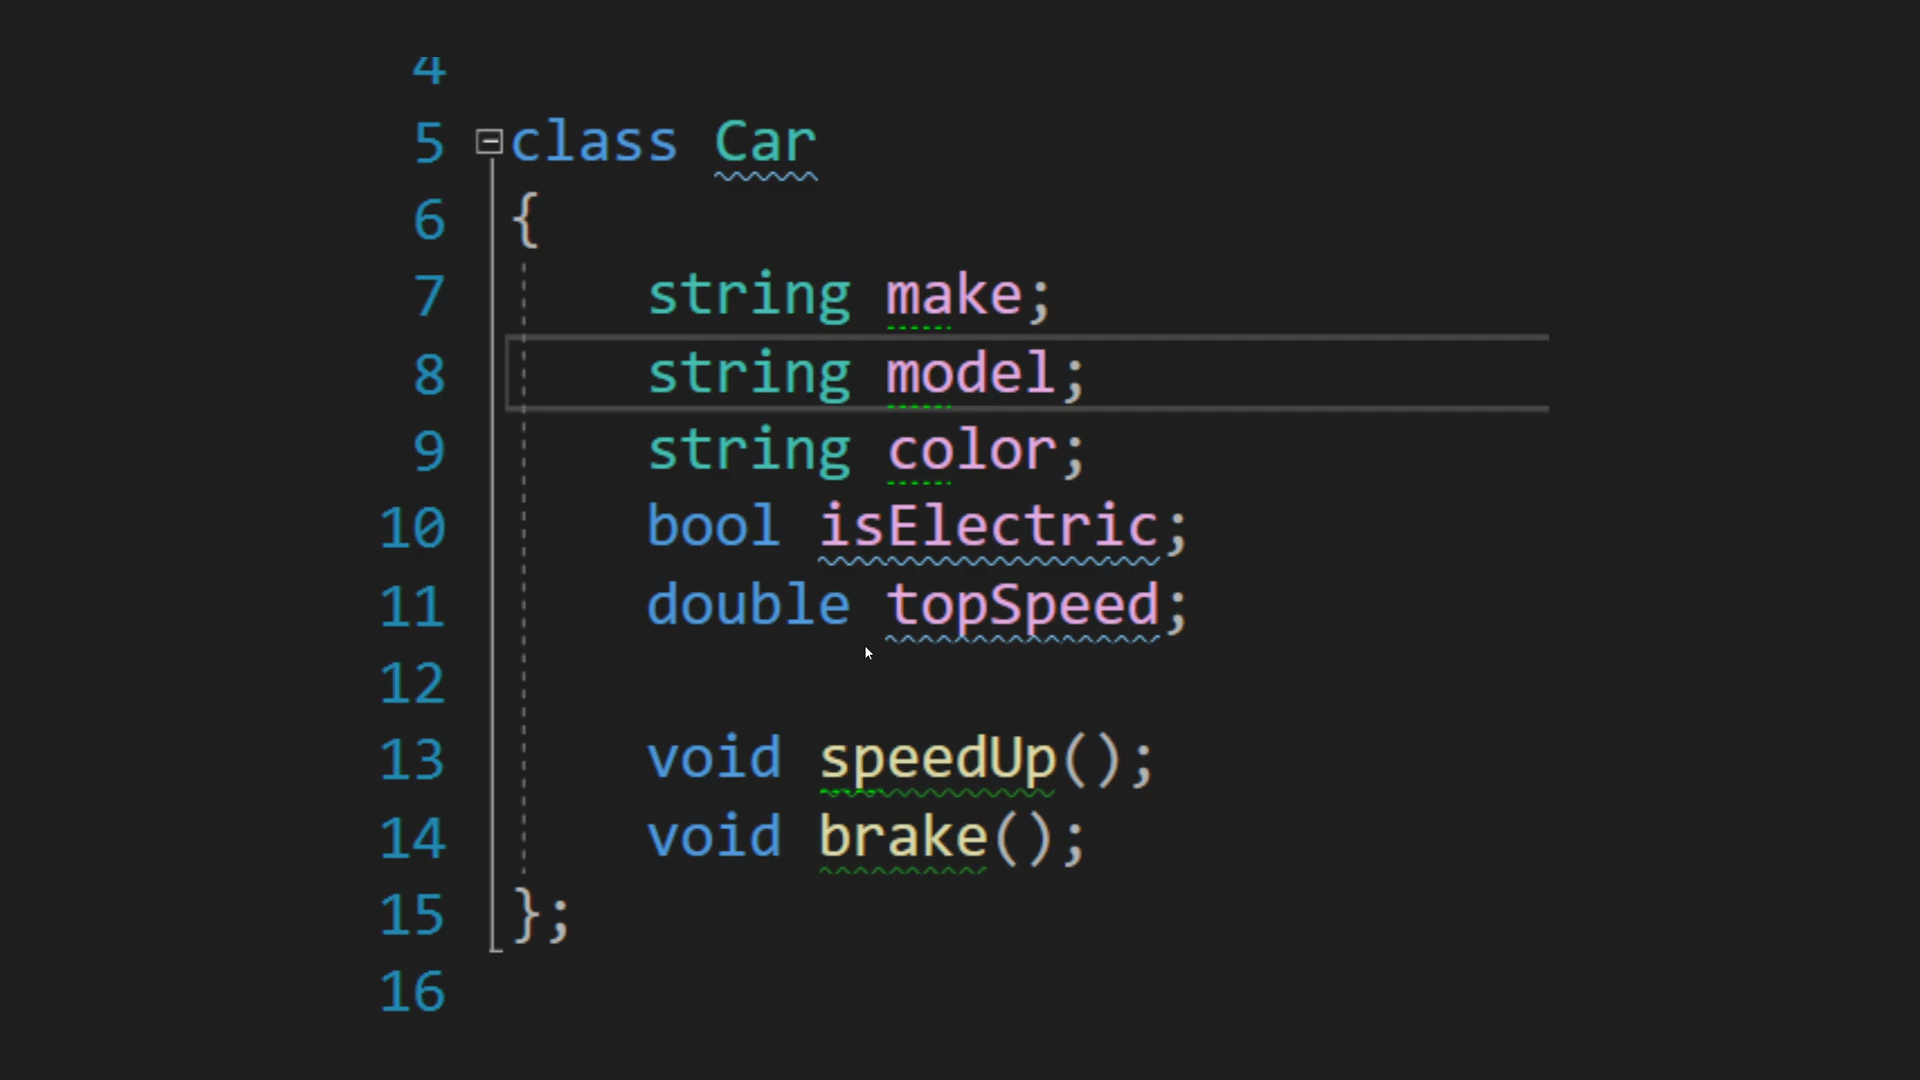 4
5 class Car
6 {
7 string make;
8 string model;
9 string color;
10 bool isElectric;
11 double topSpeed;
12
13 void speedUp();
14 void brake();
15 };
16